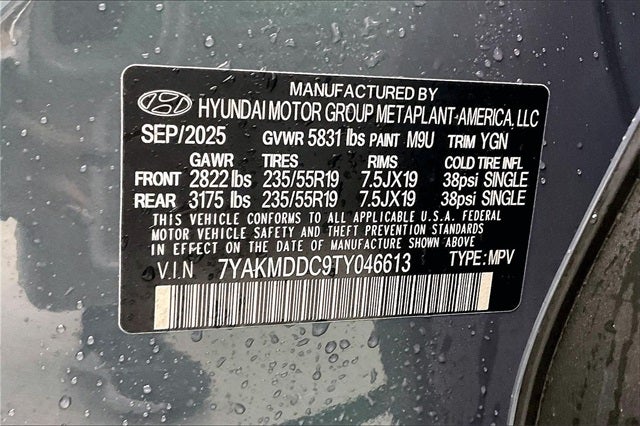 MANUFACTURED BY
HYUNDAI MOTOR GROUP METAPLANT-AMERICA, LLC
SEP/2025 GVWR 5831 lbs PAINT M9U TRIM YGN
GAWR TIRES RIMS COLD TIRE INFL
FRONT 2822 lbs 235/55R19 7.5JX19 38psi SINGLE
REAR 3175 lbs 235/55R19 7.5JX19 38psi SINGLE
THIS VEHICLE CONFORMS TO ALL APPLICABLE U.S.A. FEDERAL
MOTOR VEHICLE SAFETY AND THEFT PREVENTION STANDARDS
IN EFFECT ON THE DATE OF MANUFACTURE SHOWN ABOVE
V.I.N 7YAKMDDC9TY046613 TYPE: MPV